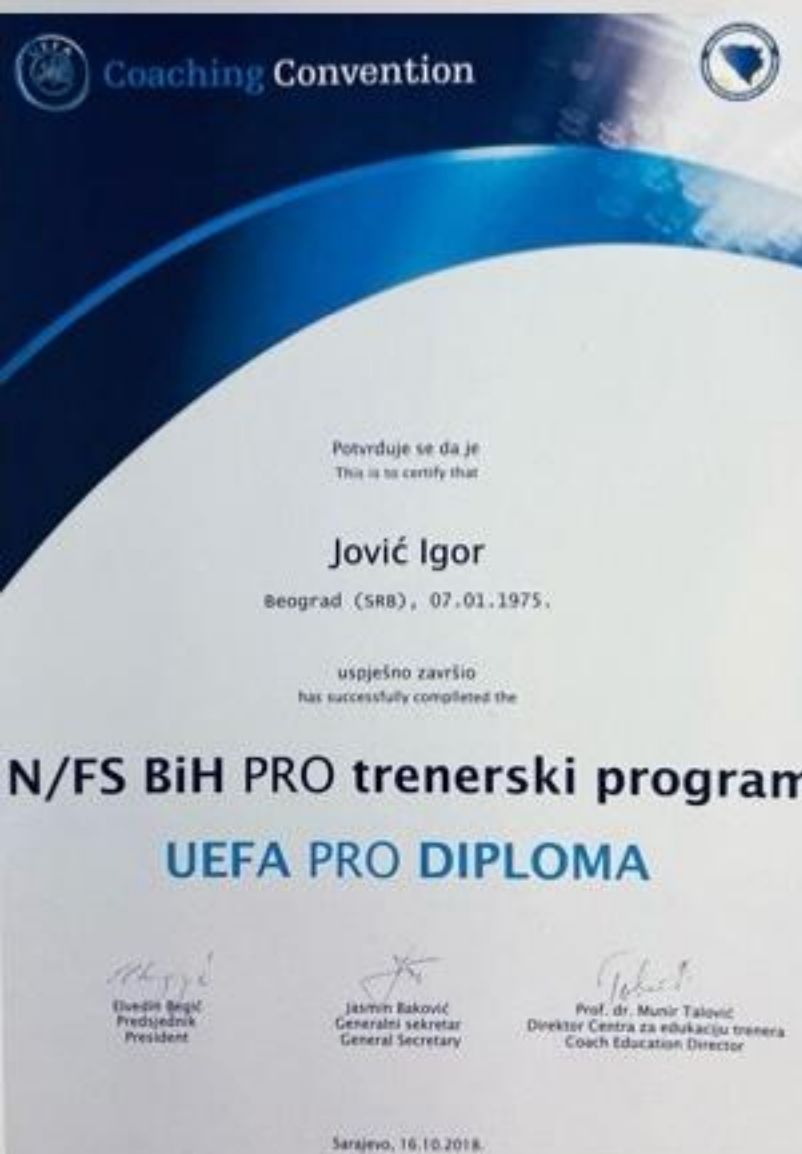 UEFA
Coaching Convention
Potvrđuje se da je
This is to certify that
Jović Igor
Beograd (SRB), 07.01.1975.
uspješno završio
has successfully completed the
N/FS BiH PRO trenerski program
UEFA PRO DIPLOMA
Elvedin Begić
Predsjednik
President
Jasmin Baković
Generalni sekretar
General Secretary
Prof. dr. Munir Talović
Direktor Centra za edukaciju trenera
Coach Education Director
Sarajevo, 16.10.2018.